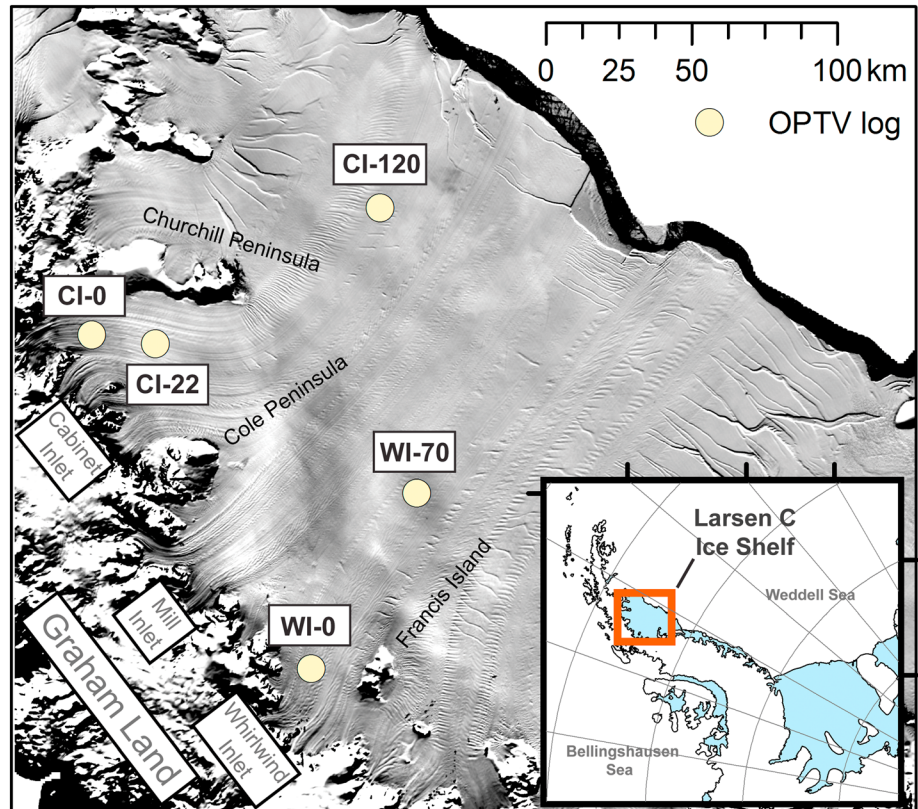 0 25 50 100 km
OPTV log
CI-120
Churchill Peninsula
CI-0
CI-22
Cole Peninsula
Cabinet
Inlet
WI-70
Larsen C
Ice Shelf
Weddell Sea
Francis Island
Mill
Inlet
WI-0
Graham Land
Whirlwind
Inlet
Bellingshausen
Sea